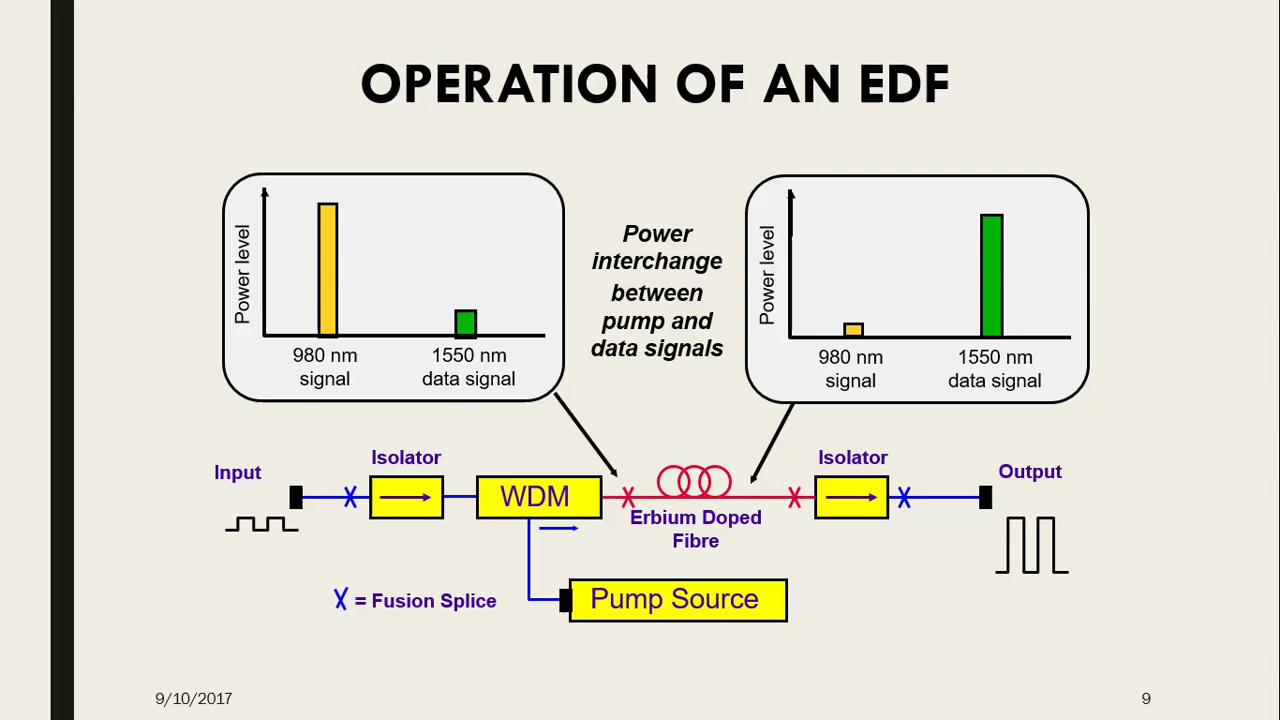 OPERATION OF AN EDF
Power level
980 nm
signal
1550 nm
data signal
Power
interchange
between
pump and
data signals
Power level
980 nm
signal
1550 nm
data signal
Input
Isolator
WDM
Erbium Doped
Fibre
Isolator
Output
X = Fusion Splice
Pump Source
9/10/2017
9